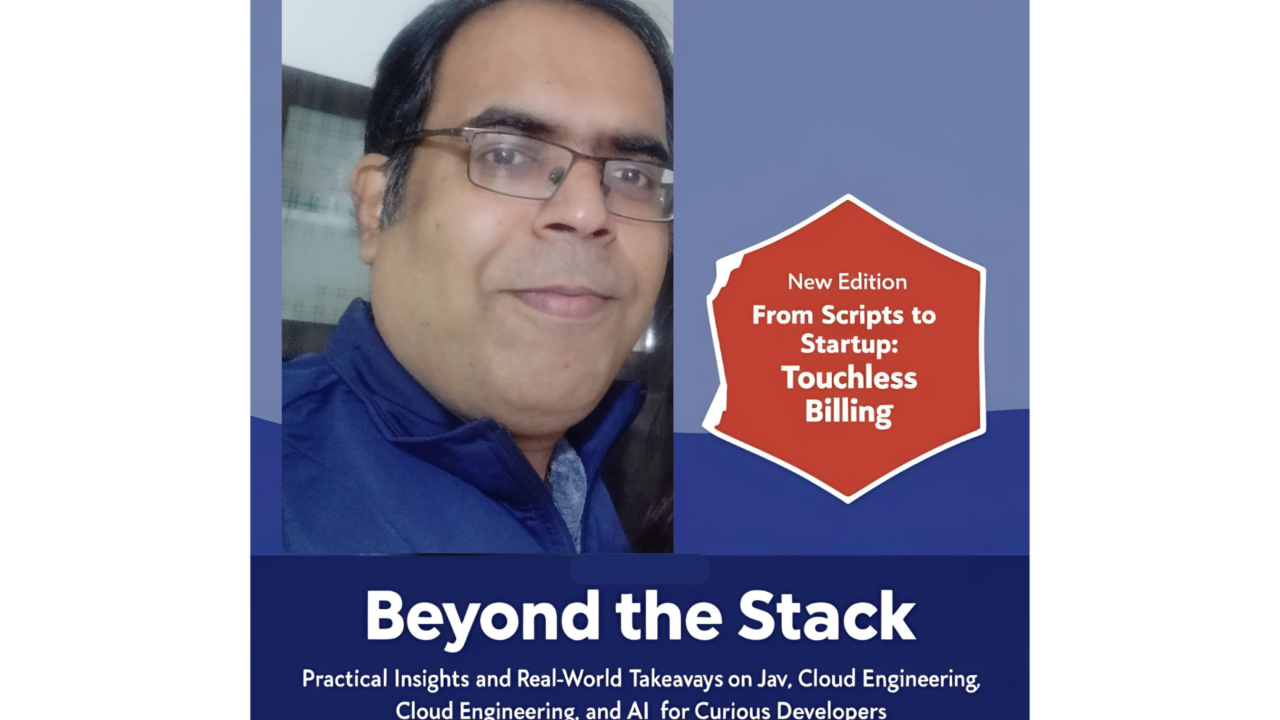 New Edition
From Scripts to
Startup:
Touchless
Billing
Beyond the Stack
Practical Insights and Real-World Takeavays on Jav, Cloud Engineering,
Cloud Engineering, and AI for Curious Developers